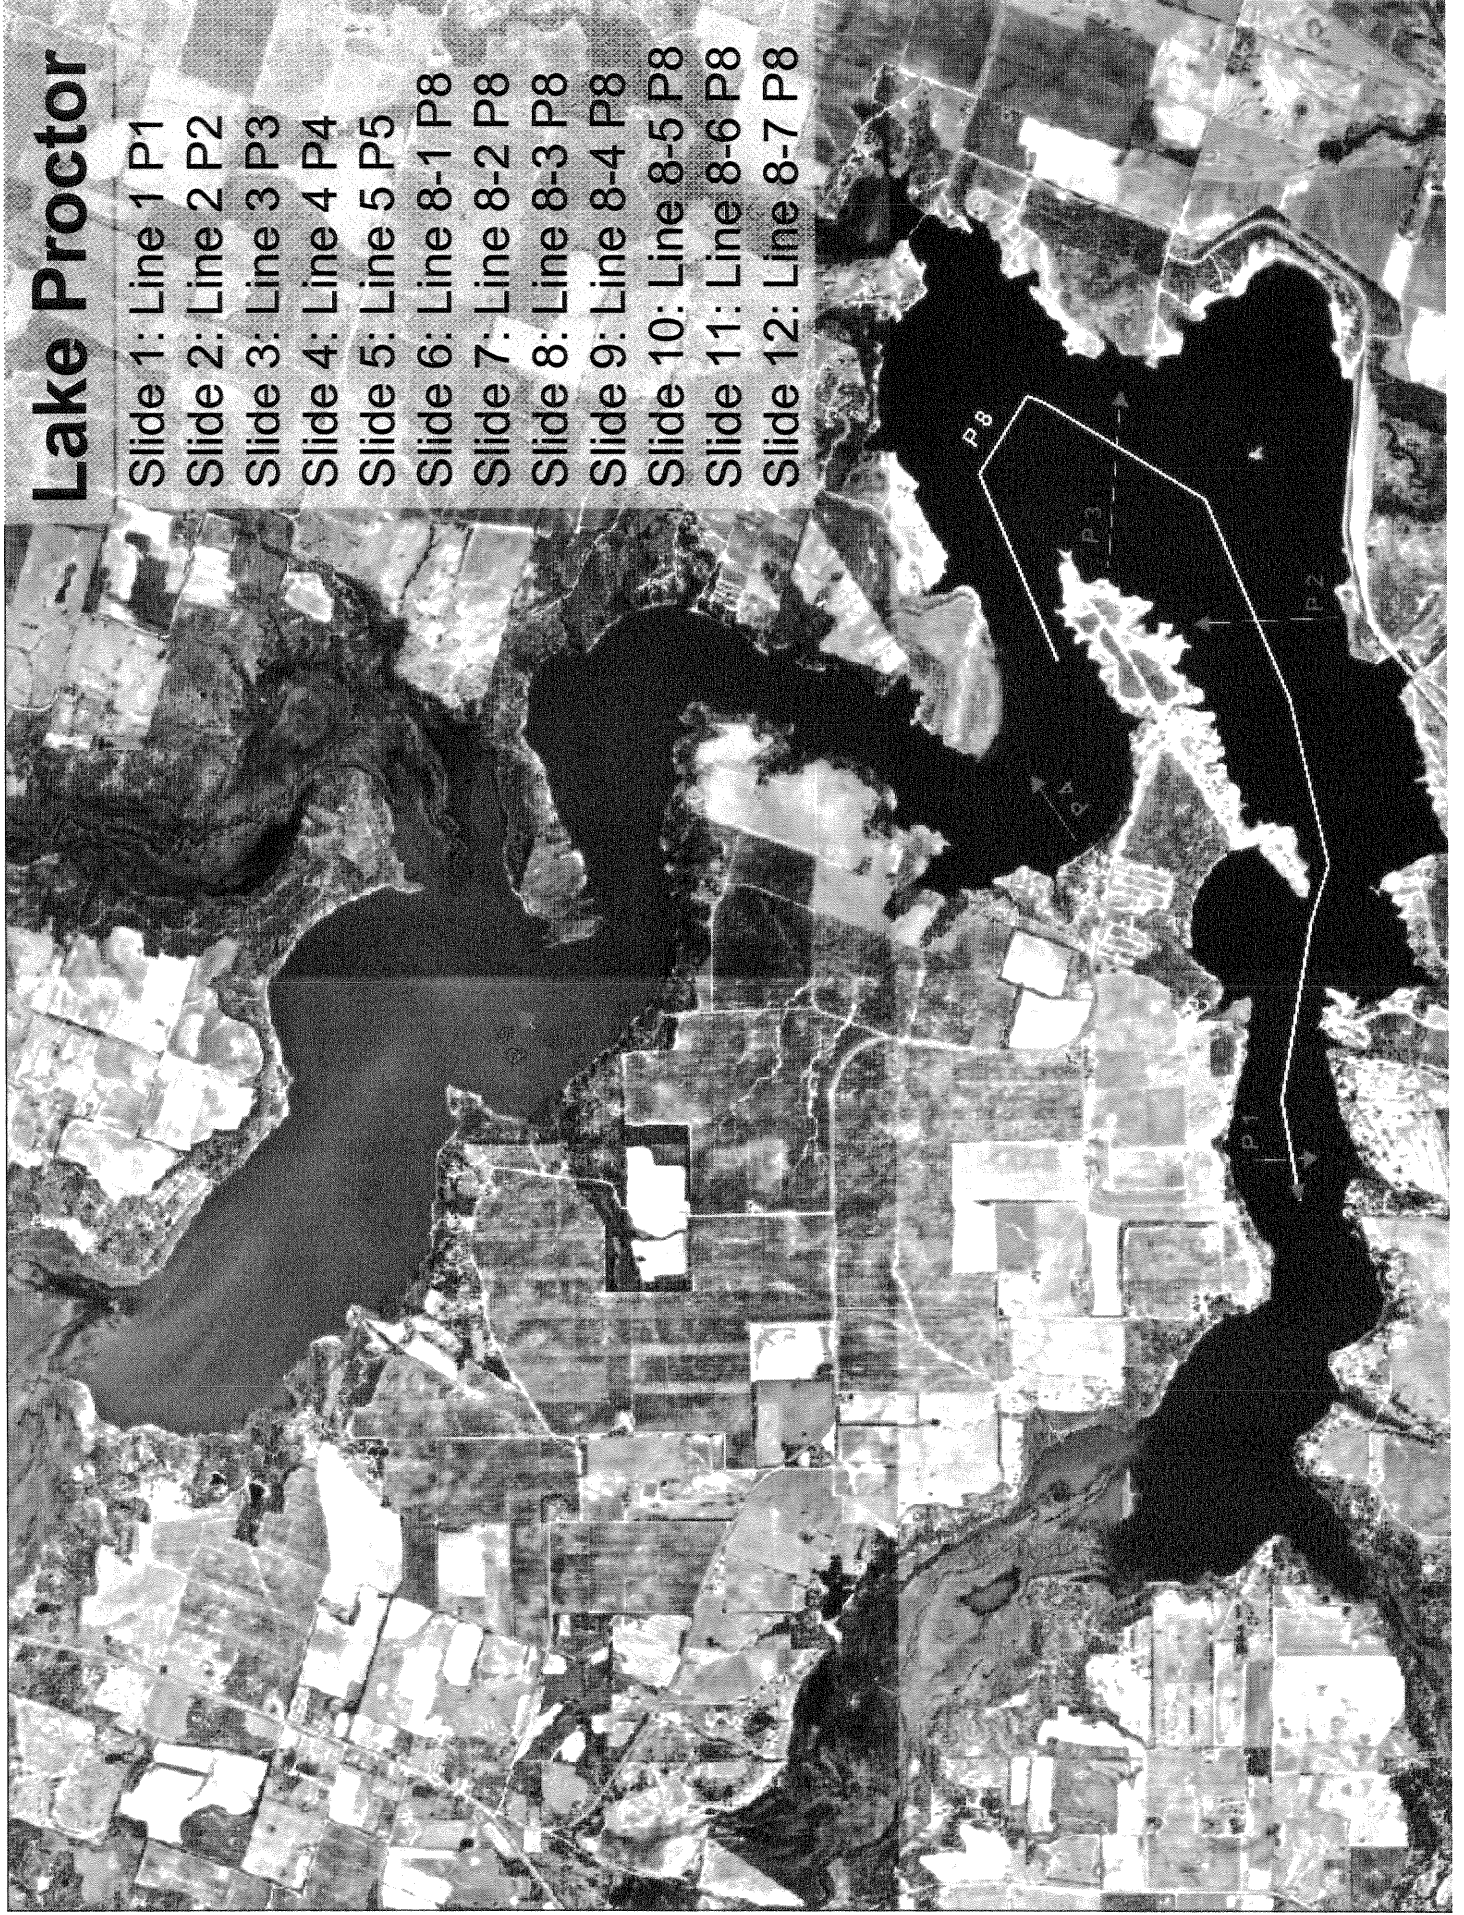 Lake Proctor
Slide 1: Line 1 P1
Slide 2: Line 2 P2
Slide 3: Line 3 P3
Slide 4: Line 4 P4
Slide 5: Line 5 P5
Slide 6: Line 8-1 P8
Slide 7: Line 8-2 P8
Slide 8: Line 8-3 P8
Slide 9: Line 8-4 P8
Slide 10: Line 8-5 P8
Slide 11: Line 8-6 P8
Slide 12: Line 8-7 P8
P5
P8
P3
P4
P2
P1